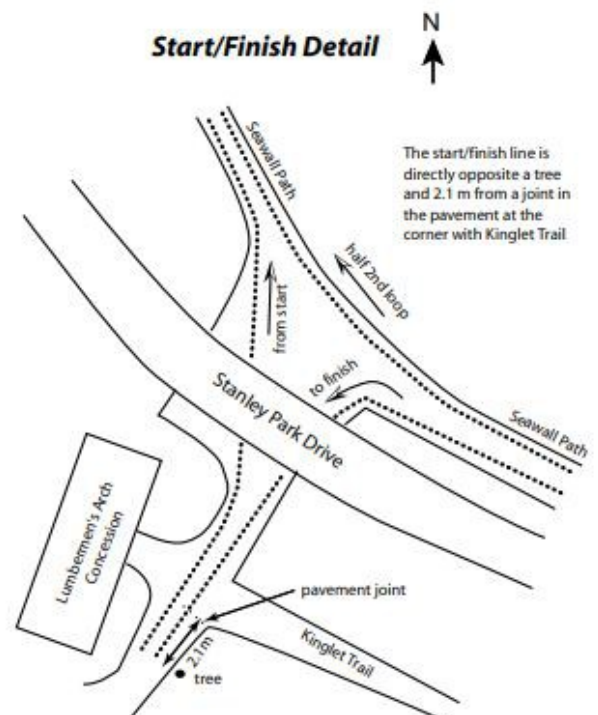 N
Start/Finish Detail
Seawall Path
The start/finish line is
directly opposite a tree
and 2.1 m from a joint in
the pavement at the
corner with Kinglet Trail
half 2nd loop
from start
to finish
Stanley Park Drive
Seawall Path
Lumbermen's Arch
Concession
pavement joint
Kinglet Trail
2.1m
tree